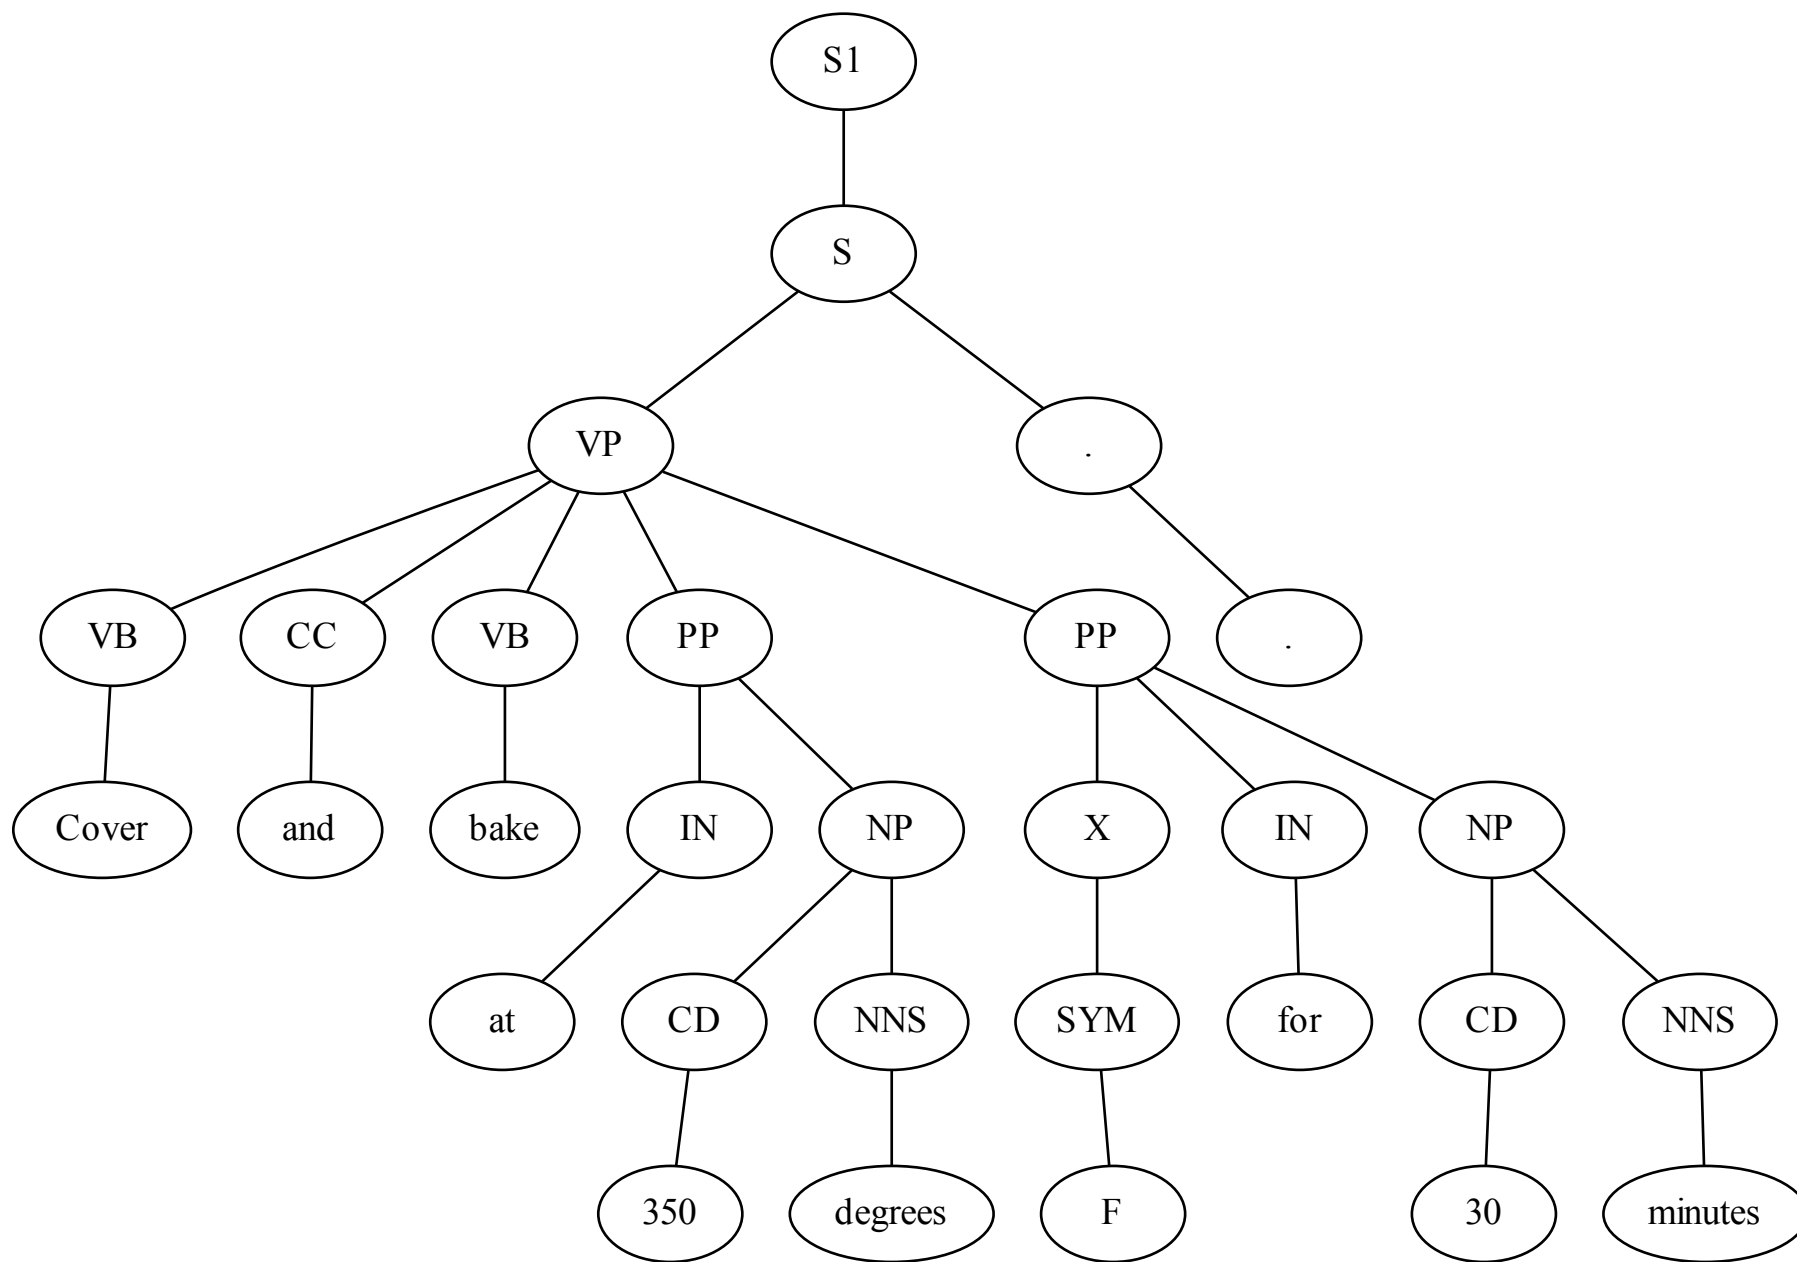 S1
S
VP .
VB CC VB PP PP .
Cover and bake IN NP X IN NP
at CD NNS SYM for CD NNS
350 degrees F 30 minutes